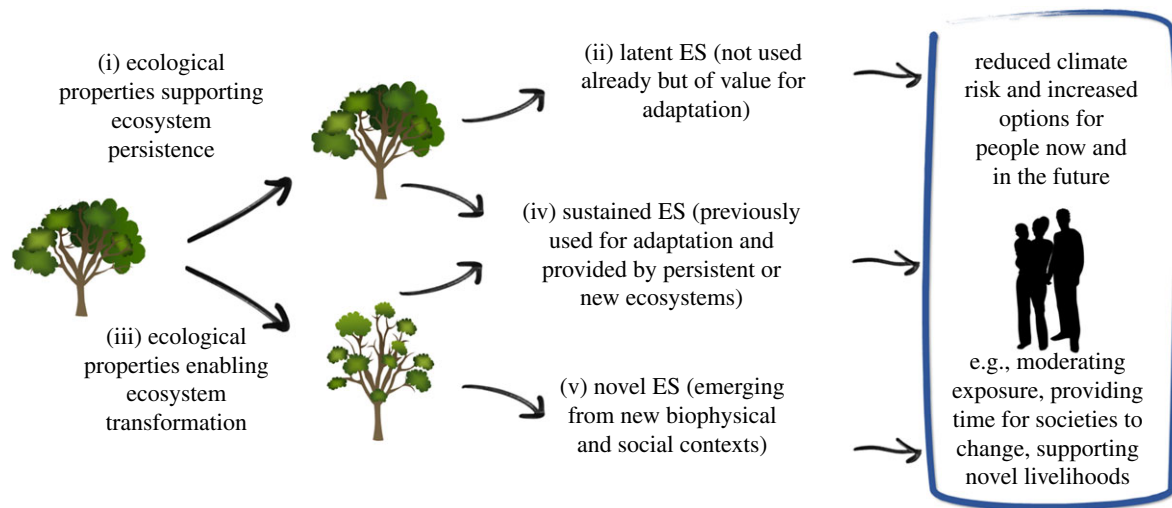 (i) ecological
properties supporting
ecosystem
persistence
(ii) latent ES (not used
already but of value for
adaptation)
(iii) ecological
properties enabling
ecosystem
transformation
(iv) sustained ES (previously
used for adaptation and
provided by persistent or
new ecosystems)
(v) novel ES (emerging
from new biophysical
and social contexts)
reduced climate
risk and increased
options for
people now and
in the future
e.g., moderating
exposure, providing
time for societies to
change, supporting
novel livelihoods